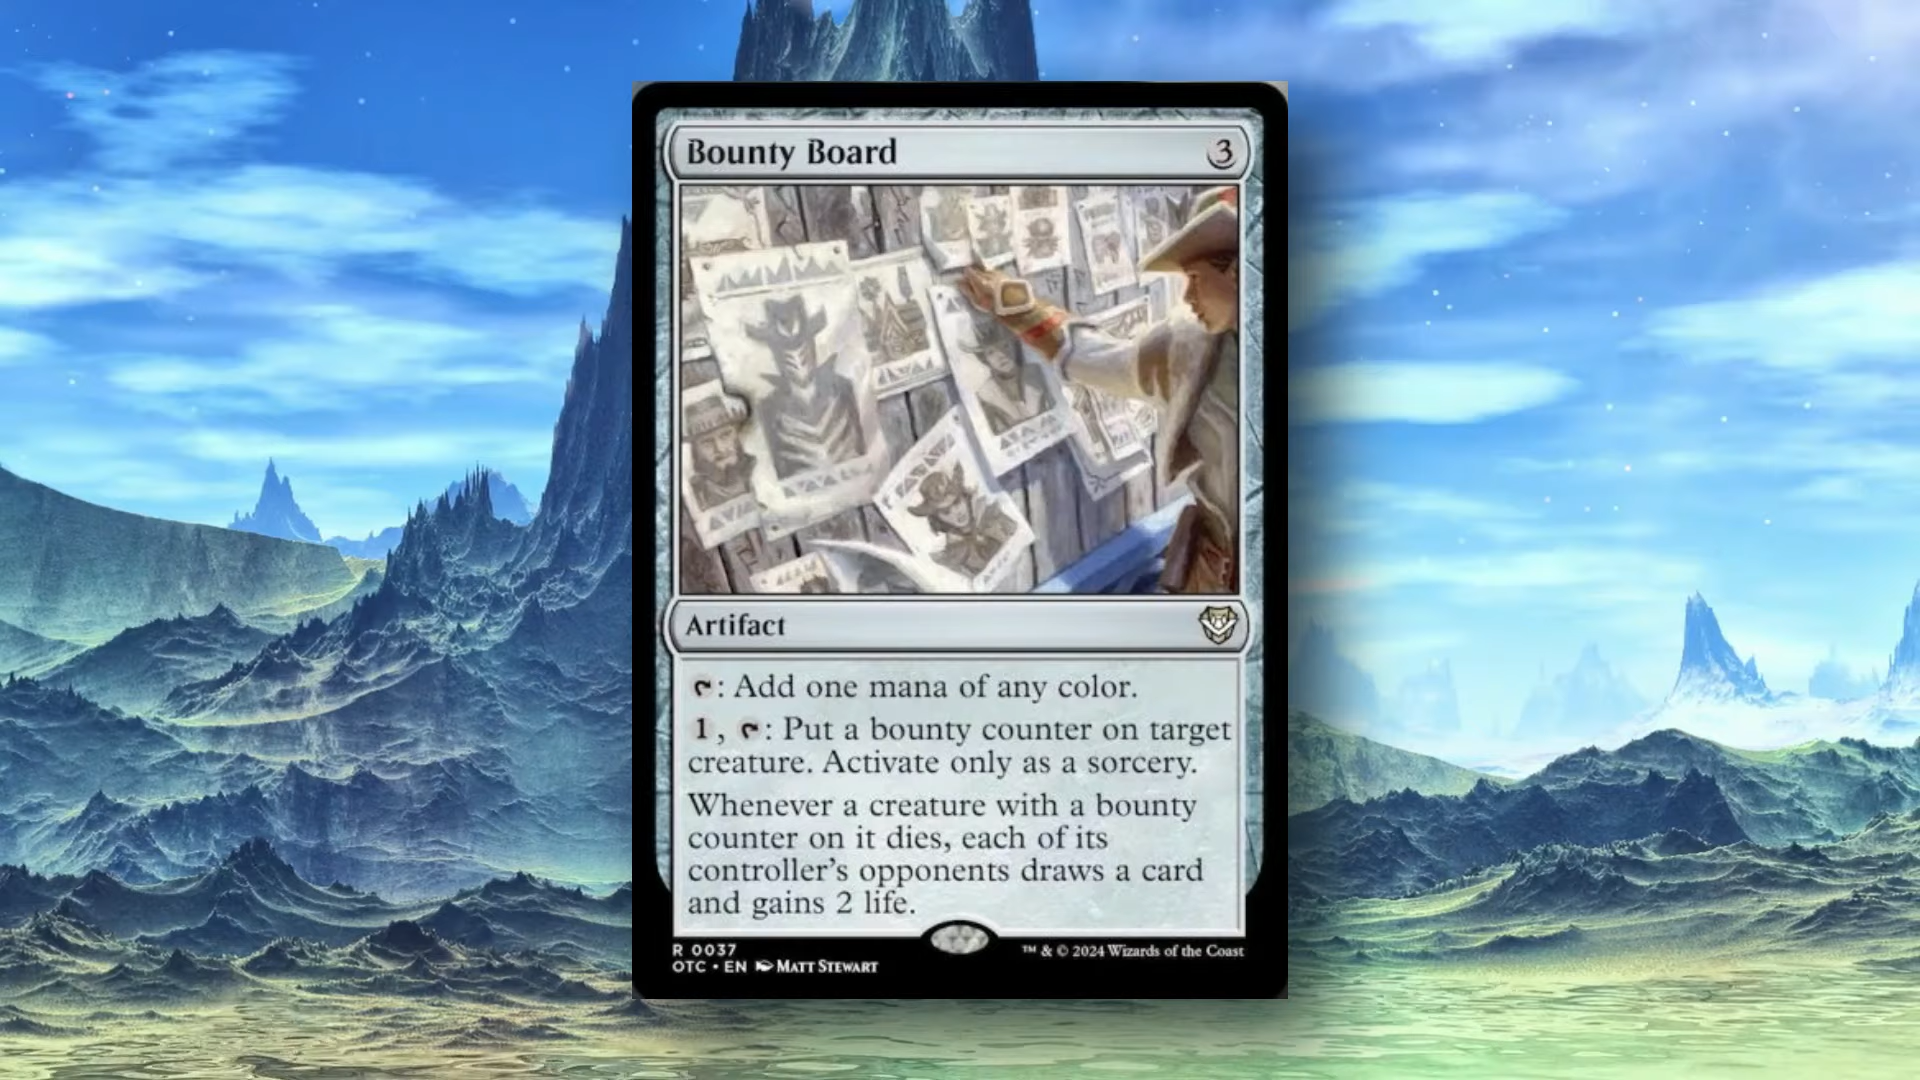 Bounty Board 3
Artifact
: Add one mana of any color.
1, : Put a bounty counter on target
creature. Activate only as a sorcery.
Whenever a creature with a bounty
counter on it dies, each of its
controller's opponents draws a card
and gains 2 life.
R 0037
™ & © 2024 Wizards of the Coast
OTC • EN MATT STEWART